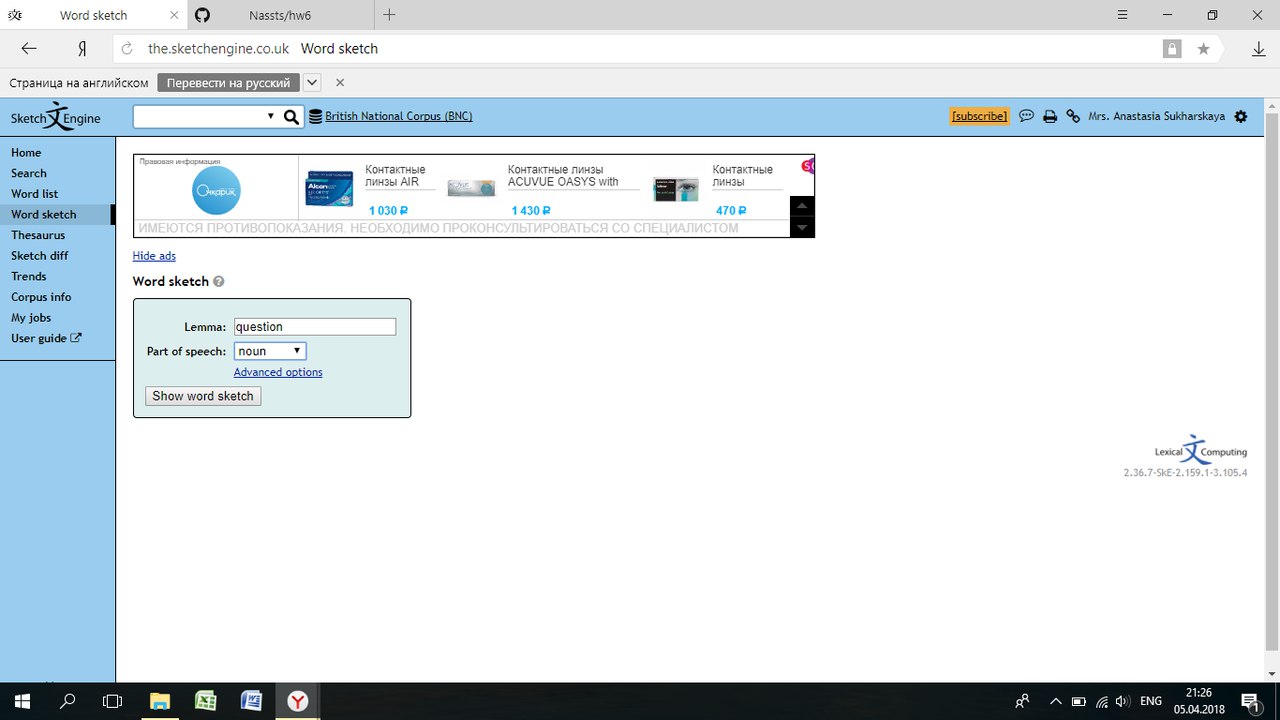 Word sketch
Nassts/hw6
Я the.sketchengine.co.uk Word sketch
Страница на английском Перевести на русский
Sketch 文 Engine
British National Corpus (BNC)
[subscribe] Mrs. Anastasia Sukharskaya
Home
Search
Word list
Word sketch
Thesaurus
Sketch diff
Trends
Corpus info
My jobs
User guide
Правовая информация
Очкарик
Alcon
Контактные
линзы AIR
1 030 ₽
Контактные линзы
ACUVUE OASYS with
1 430 ₽
Контактные
линзы
470 ₽
ИМЕЮТСЯ ПРОТИВОПОКАЗАНИЯ. НЕОБХОДИМО ПРОКОНСУЛЬТИРОВАТЬСЯ СО СПЕЦИАЛИСТОМ
Hide ads
Word sketch ?
Lemma: question
Part of speech: noun
Advanced options
Show word sketch
Lexical 文 Computing
2.36.7-SkE-2.159.1-3.105.4
ENG
21:26
05.04.2018
1